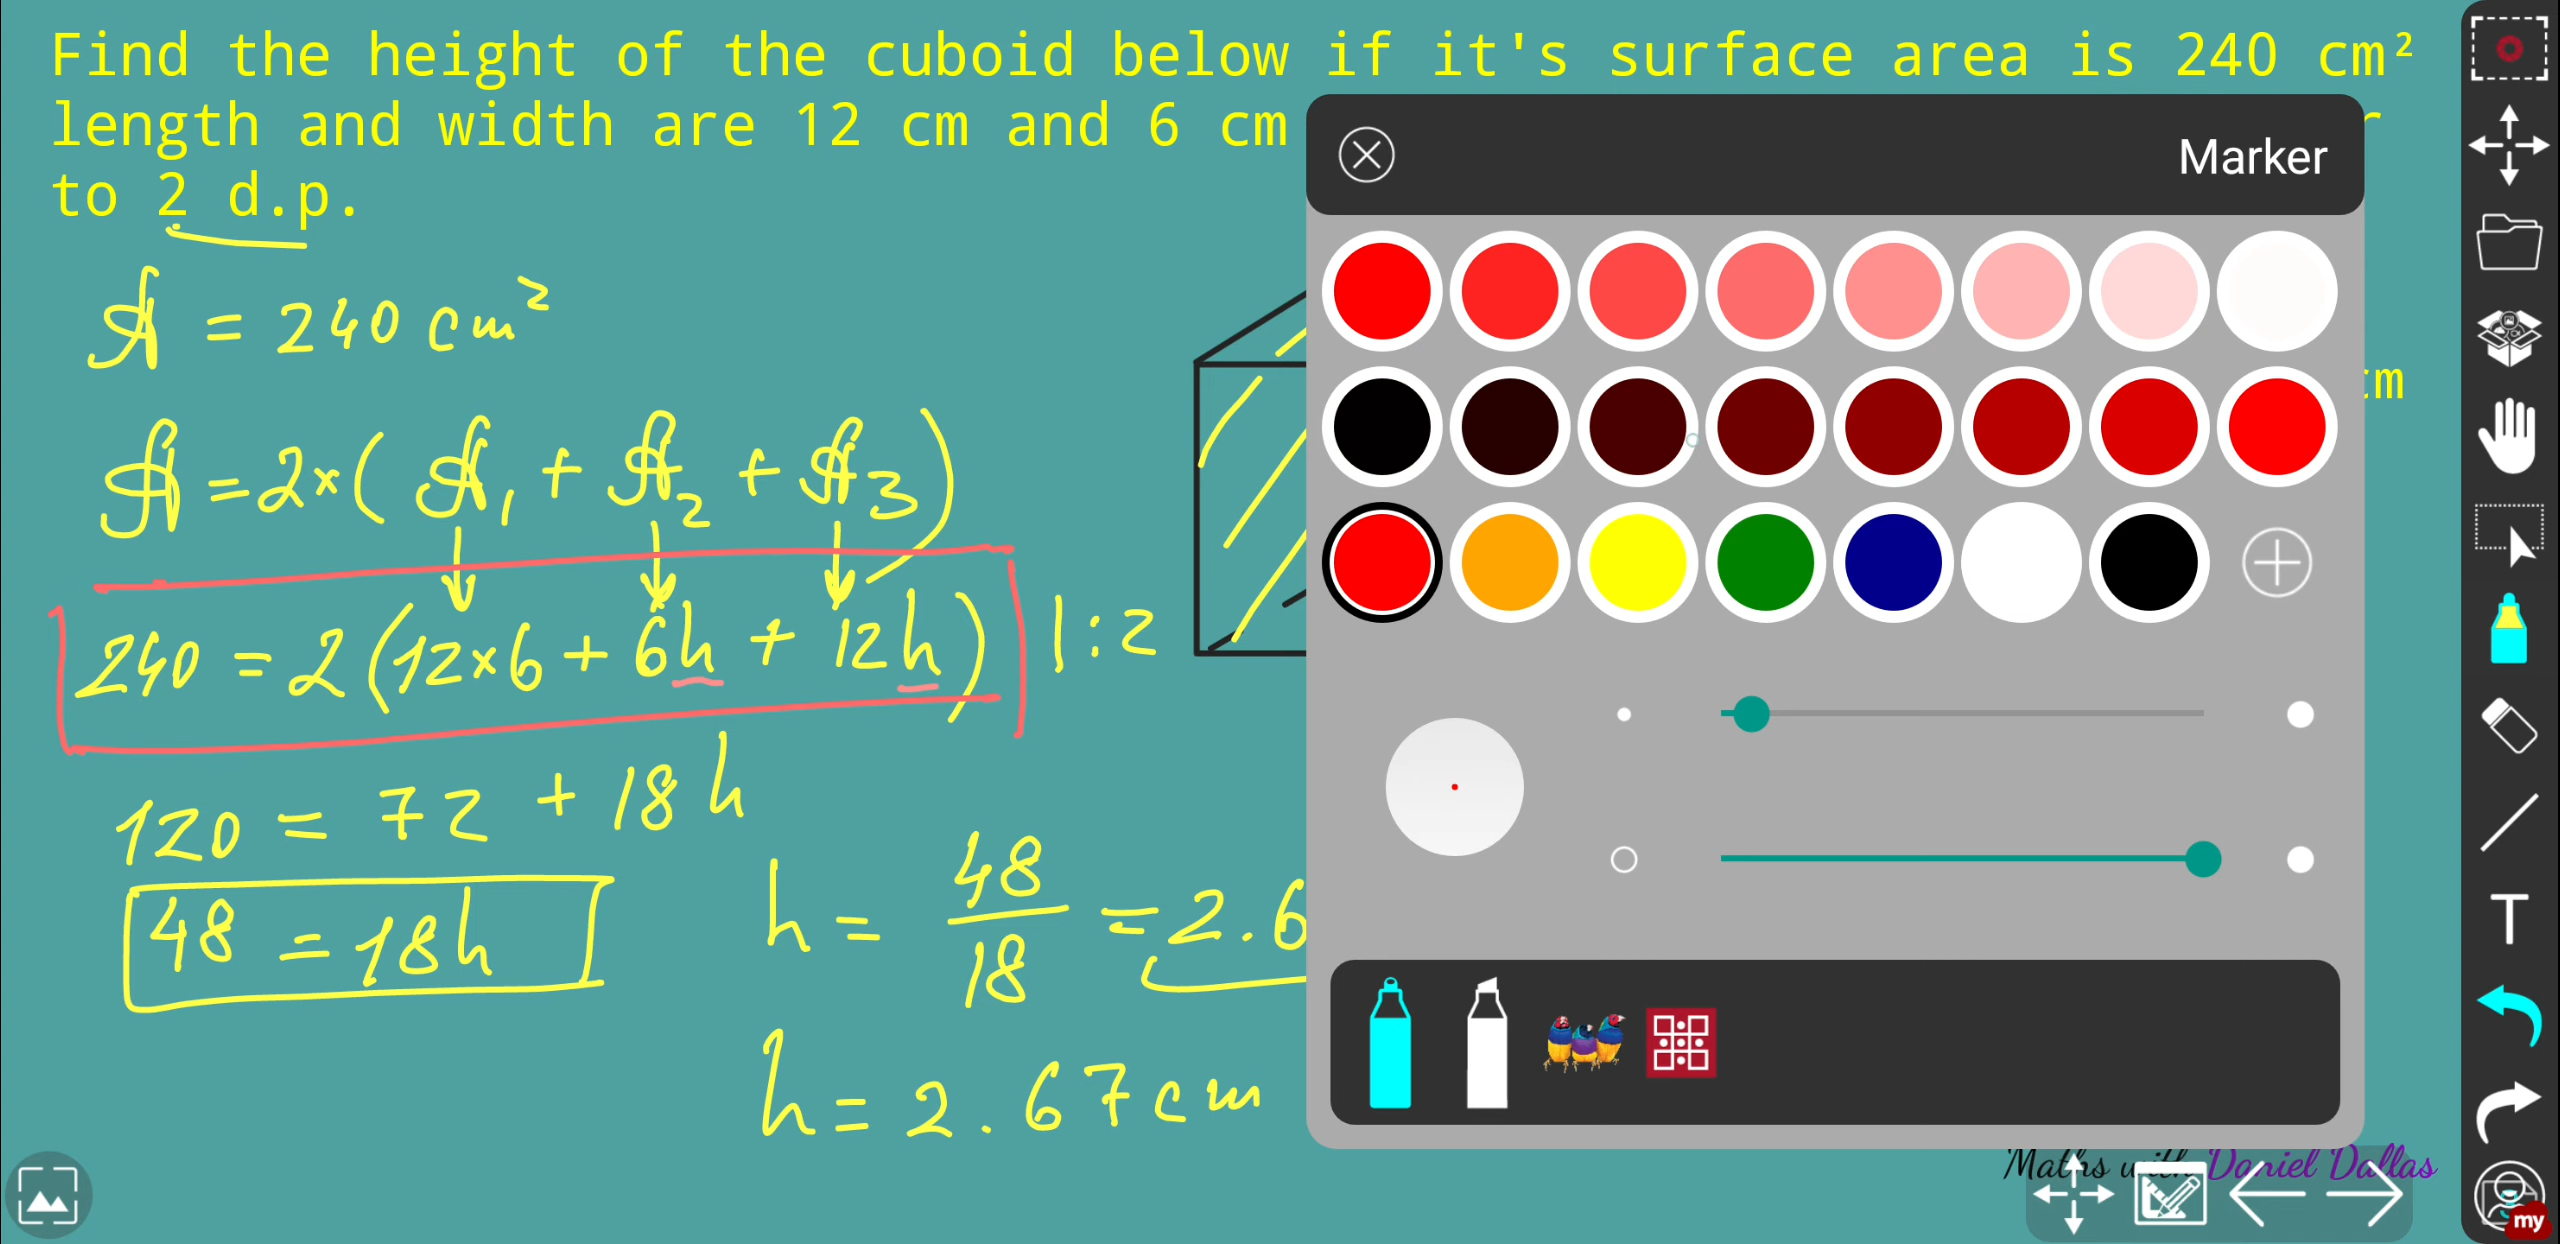 Find the height of the cuboid below if it's surface area is 240 cm²
length and width are 12 cm and 6 cm
to 2 d.p.
Marker
A = 240 cm²
cm
A = 2×( A₁ + A₂ + A₃ )
240 = 2(12×6 + 6h + 12h) |:2
120 = 72 + 18h
48 = 18h
h = 48/18 = 2.6
h = 2.67 cm
T
Maths with Daniel Dallas
my